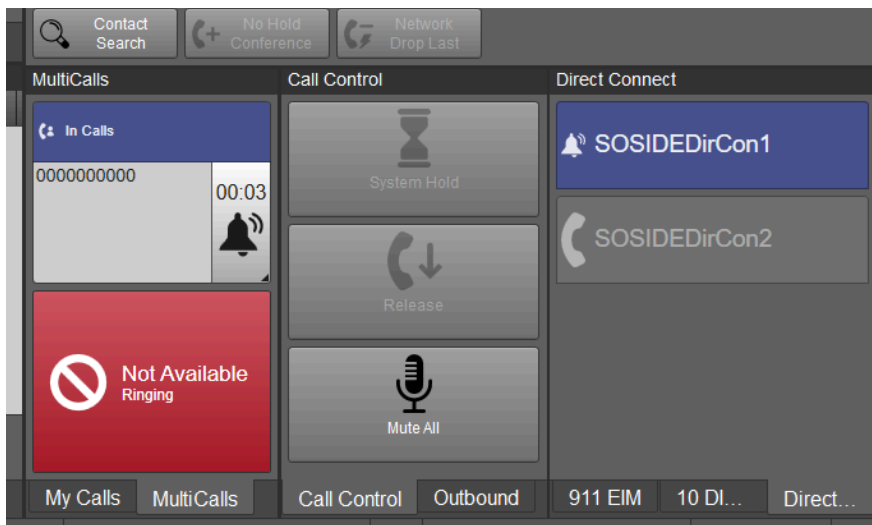 Contact
Search
No Hold
Conference
Network
Drop Last
MultiCalls
Call Control
Direct Connect
In Calls
0000000000
00:03
Not Available
Ringing
System Hold
Release
Mute All
SOSIDEDirCon1
SOSIDEDirCon2
My Calls
MultiCalls
Call Control
Outbound
911 EIM
10 DI...
Direct...